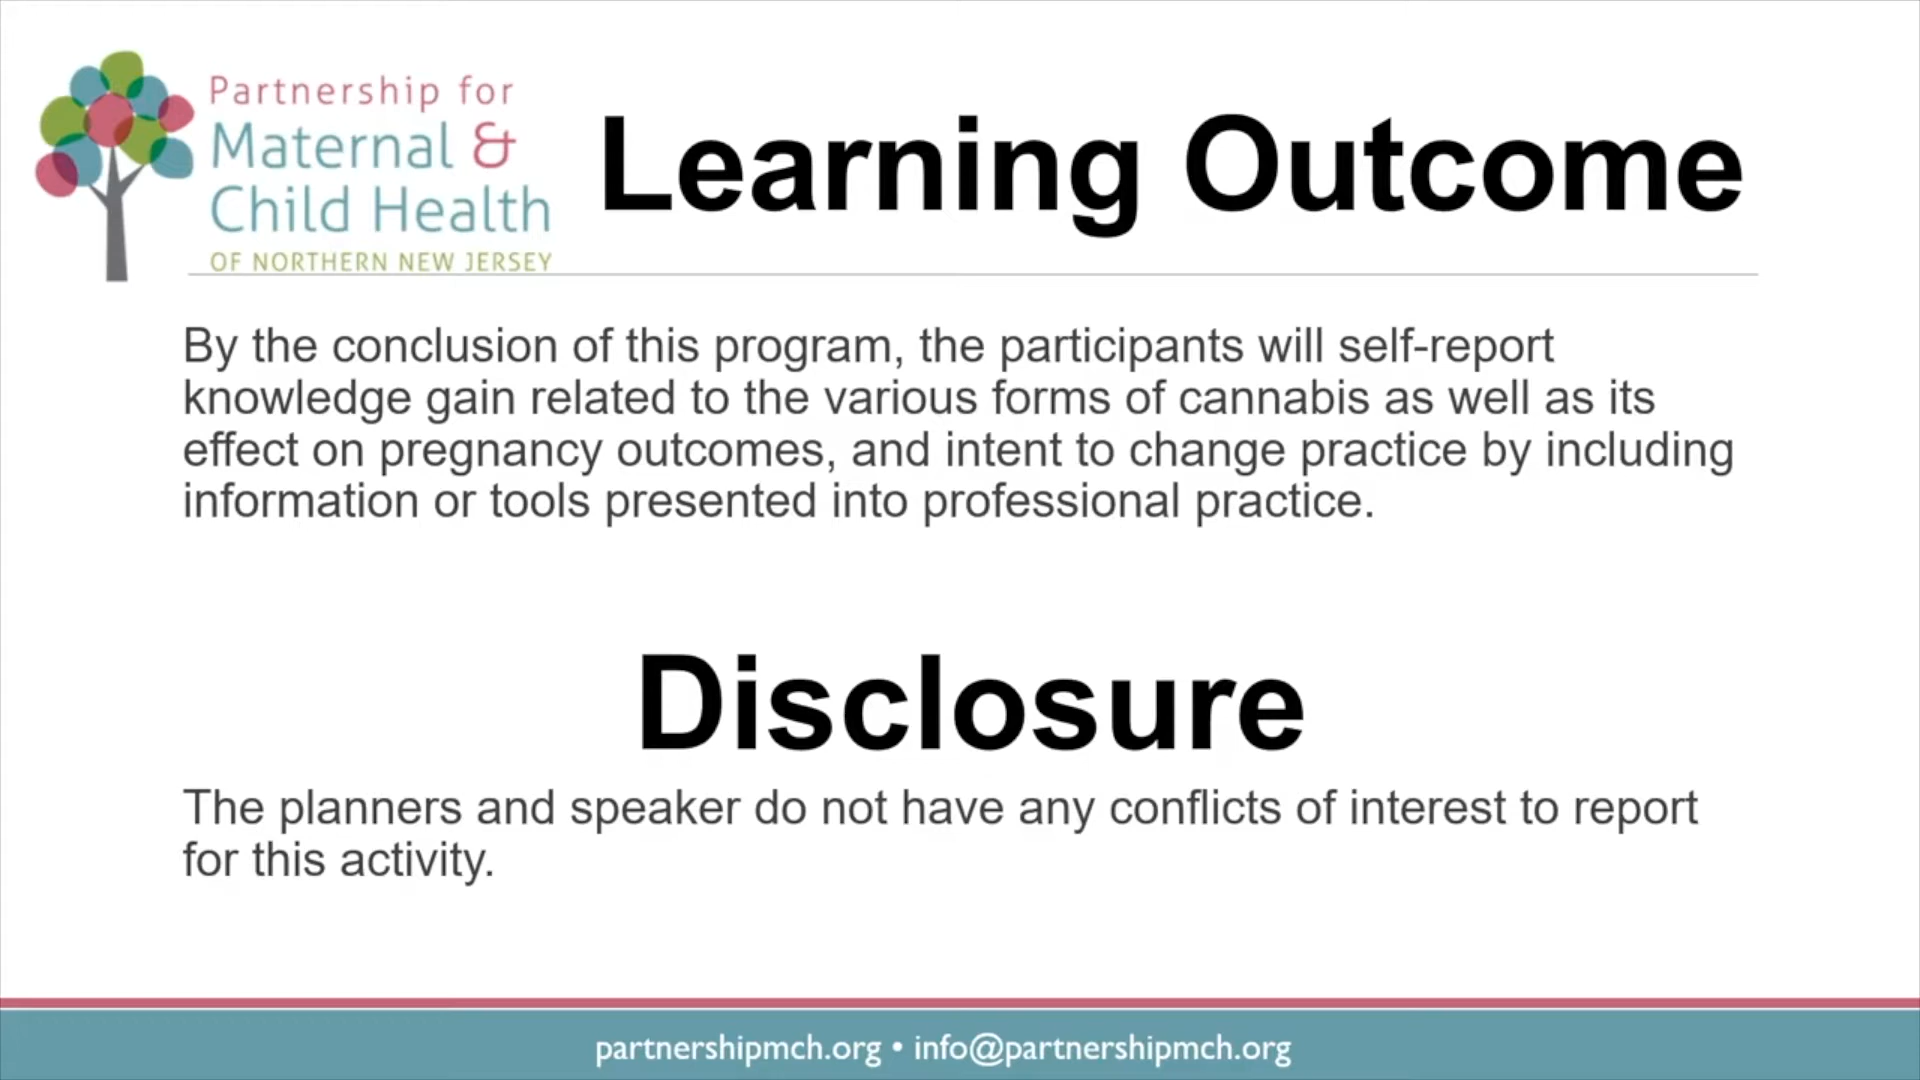 Partnership for
Maternal &
Child Health
OF NORTHERN NEW JERSEY
Learning Outcome
By the conclusion of this program, the participants will self-report
knowledge gain related to the various forms of cannabis as well as its
effect on pregnancy outcomes, and intent to change practice by including
information or tools presented into professional practice.
Disclosure
The planners and speaker do not have any conflicts of interest to report
for this activity.
partnershipmch.org • info@partnershipmch.org